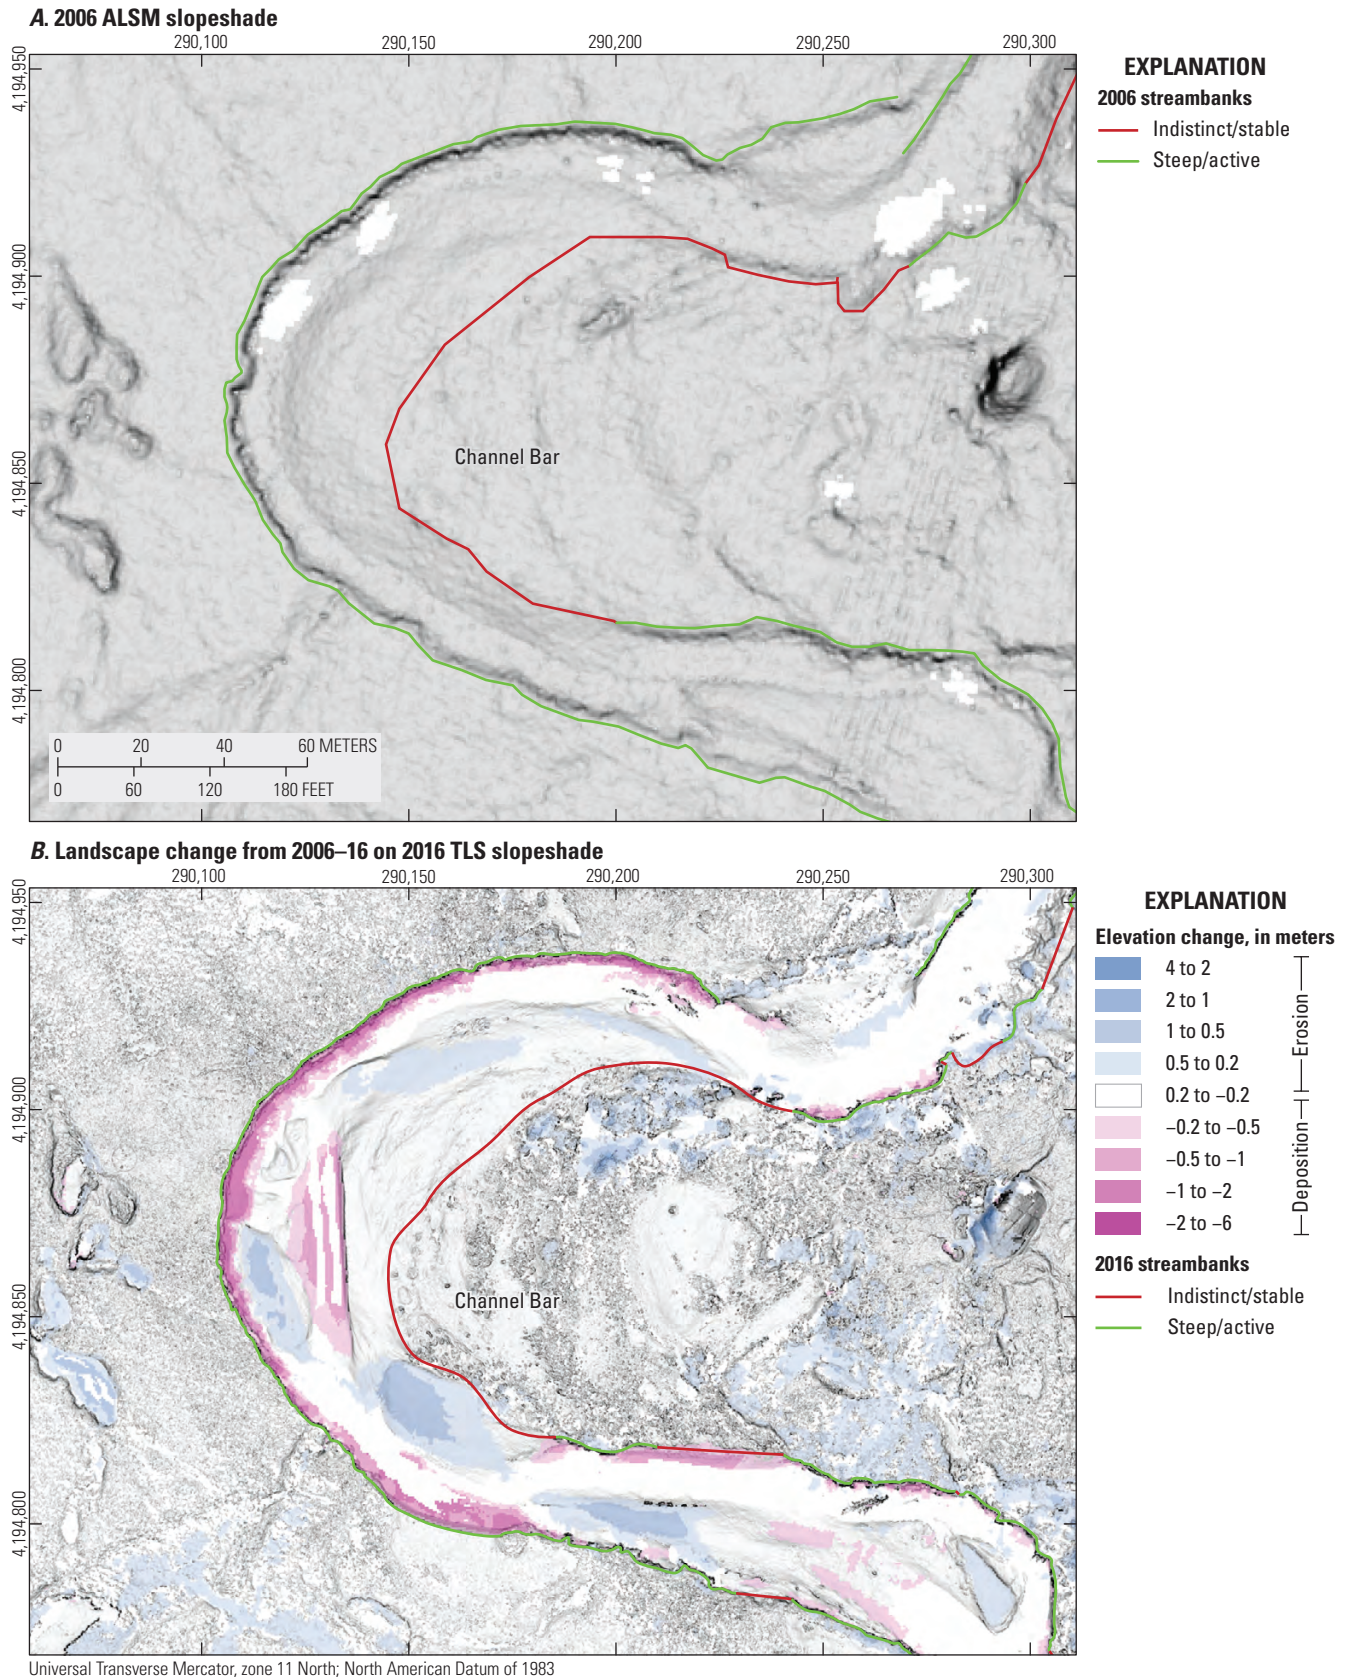 A. 2006 ALSM slopeshade
290,100 290,150 290,200 290,250 290,300
4,194,950
4,194,900
4,194,850
4,194,800
Channel Bar
0 20 40 60 METERS
0 60 120 180 FEET
EXPLANATION
2006 streambanks
Indistinct/stable
Steep/active
B. Landscape change from 2006–16 on 2016 TLS slopeshade
290,100 290,150 290,200 290,250 290,300
4,194,950
4,194,900
4,194,850
4,194,800
Channel Bar
EXPLANATION
Elevation change, in meters
4 to 2
2 to 1
1 to 0.5
0.5 to 0.2
0.2 to −0.2
−0.2 to −0.5
−0.5 to −1
−1 to −2
−2 to −6
Erosion
Deposition
2016 streambanks
Indistinct/stable
Steep/active
Universal Transverse Mercator, zone 11 North; North American Datum of 1983